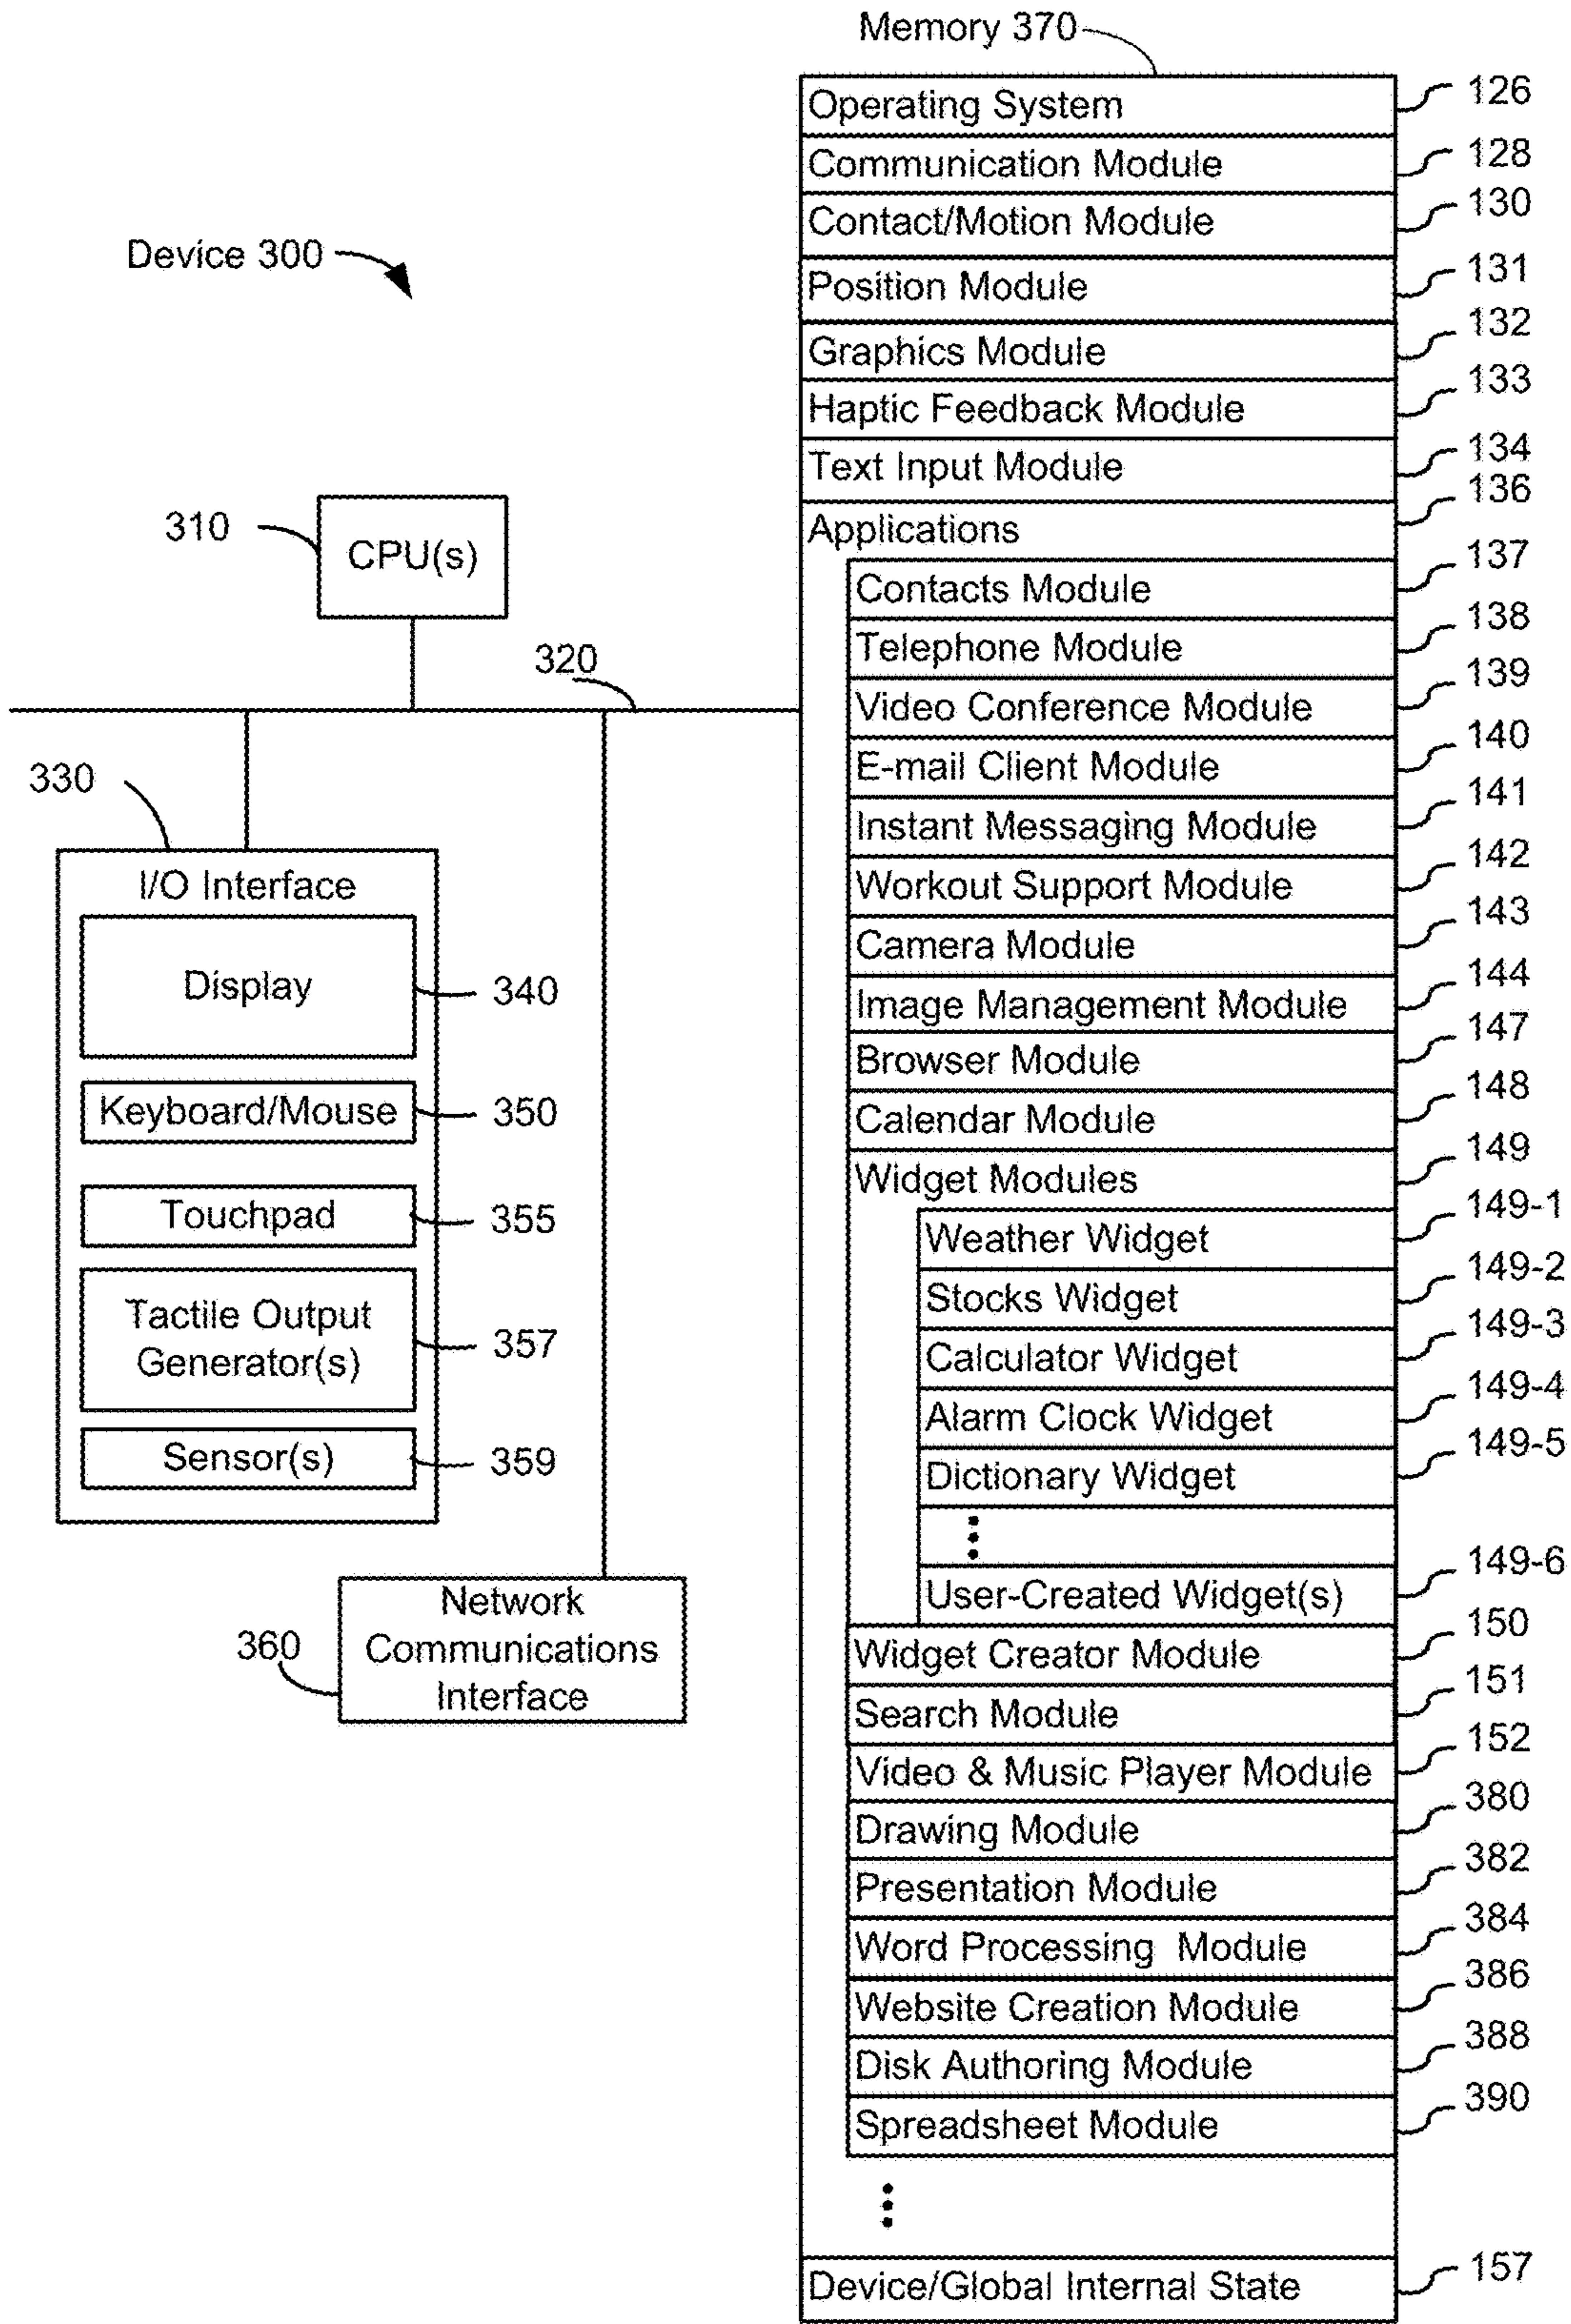 Memory 370
Operating System 126
Communication Module 128
Contact/Motion Module 130
Position Module 131
Graphics Module 132
Haptic Feedback Module 133
Text Input Module 134
Applications 136
Contacts Module 137
Telephone Module 138
Video Conference Module 139
E-mail Client Module 140
Instant Messaging Module 141
Workout Support Module 142
Camera Module 143
Image Management Module 144
Browser Module 147
Calendar Module 148
Widget Modules 149
Weather Widget 149-1
Stocks Widget 149-2
Calculator Widget 149-3
Alarm Clock Widget 149-4
Dictionary Widget 149-5
User-Created Widget(s) 149-6
Widget Creator Module 150
Search Module 151
Video & Music Player Module 152
Drawing Module 380
Presentation Module 382
Word Processing Module 384
Website Creation Module 386
Disk Authoring Module 388
Spreadsheet Module 390
Device/Global Internal State 157
Device 300
310
CPU(s)
320
330
I/O Interface
Display 340
Keyboard/Mouse 350
Touchpad 355
Tactile Output
Generator(s)
357
Sensor(s) 359
360
Network
Communications
Interface